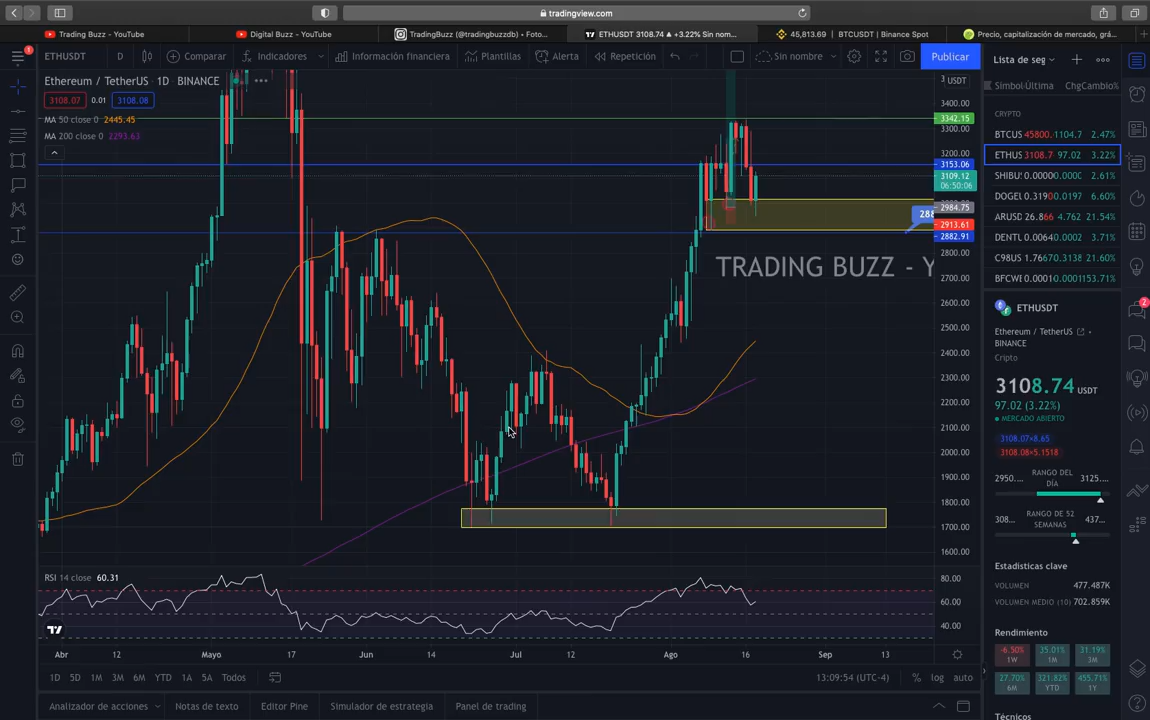 tradingview.com
Trading Buzz - YouTube
Digital Buzz - YouTube
TradingBuzz (@tradingbuzzdb) • Foto...
ETHUSDT 3108.74 ▲ +3.22% Sin nom...
45,813.69 | BTCUSDT | Binance Spot
Precio, capitalización de mercado, grá...
1
ETHUSDT
D
Comparar
Indicadores
Información financiera
Plantillas
Alerta
Repetición
Sin nombre
Publicar
Lista de seg
Ethereum / TetherUS · 1D · BINANCE
3108.07
0.01
3108.08
MA 50 close 0 2445.45
MA 200 close 0 2293.63
USDT
3400.00
3342.15
3300.00
3200.00
3153.06
3109.12
06:50:06
2984.75
2913.61
2882.91
2800.00
2700.00
2600.00
2500.00
2400.00
2300.00
2200.00
2100.00
2000.00
1900.00
1800.00
1700.00
1600.00
288
TRADING BUZZ - Y
RSI 14 close 60.31
80.00
60.00
40.00
Abr
12
Mayo
17
Jun
14
Jul
12
Ago
16
Sep
13
1D
5D
1M
3M
6M
YTD
1A
5A
Todos
13:09:54 (UTC-4)
%
log
auto
Analizador de acciones
Notas de texto
Editor Pine
Simulador de estrategia
Panel de trading
Símbol
Última
Chg
Cambio%
CRYPTO
BTCUS 45800. -1104.7 2.47%
ETHUS 3108.7 97.02 3.22%
SHIBU 0.0000 0.000C 2.61%
DOGEI 0.3190 0.0197 6.60%
ARUSD 26.866 4.762 21.54%
DENTL 0.0064 0.0002 3.71%
C98US 1.7667 0.3138 21.60%
BFCWE 0.0001 0.0001 153.71%
ETHUSDT
Ethereum / TetherUS
BINANCE
Cripto
3108.74 USDT
97.02 (3.22%)
MERCADO ABIERTO
3108.07×8.65
3108.08×5.1518
2950....
RANGO DEL DÍA
3125....
308...
RANGO DE 52 SEMANAS
437...
Estadísticas clave
VOLUMEN 477.487K
VOLUMEN MEDIO (10) 702.859K
Rendimiento
-6.50%
1W
35.01%
1M
31.19%
3M
27.70%
6M
321.82%
YTD
455.71%
1Y
Técnicos
2